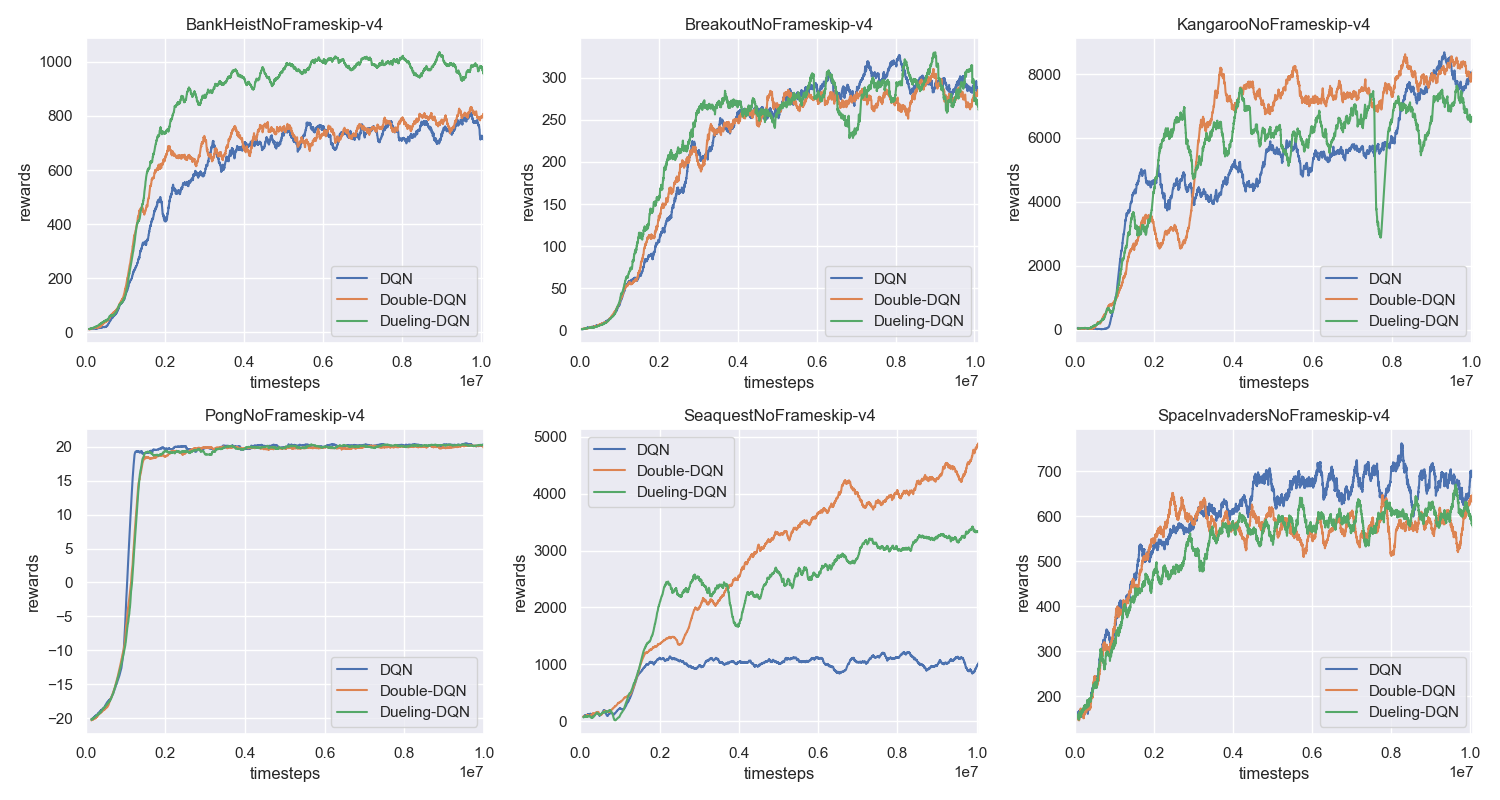 BankHeistNoFrameskip-v4
rewards
1000
800
600
400
200
0
DQN
Double-DQN
Dueling-DQN
0.0 0.2 0.4 0.6 0.8 1.0
1e7
timesteps
BreakoutNoFrameskip-v4
rewards
300
250
200
150
100
50
0
DQN
Double-DQN
Dueling-DQN
0.0 0.2 0.4 0.6 0.8 1.0
1e7
timesteps
KangarooNoFrameskip-v4
rewards
8000
6000
4000
2000
0
DQN
Double-DQN
Dueling-DQN
0.0 0.2 0.4 0.6 0.8 1.0
1e7
timesteps
PongNoFrameskip-v4
rewards
20
15
10
5
0
−5
−10
−15
−20
DQN
Double-DQN
Dueling-DQN
0.0 0.2 0.4 0.6 0.8 1.0
1e7
timesteps
SeaquestNoFrameskip-v4
rewards
5000
4000
3000
2000
1000
0
DQN
Double-DQN
Dueling-DQN
0.0 0.2 0.4 0.6 0.8 1.0
1e7
timesteps
SpaceInvadersNoFrameskip-v4
rewards
700
600
500
400
300
200
DQN
Double-DQN
Dueling-DQN
0.0 0.2 0.4 0.6 0.8 1.0
1e7
timesteps